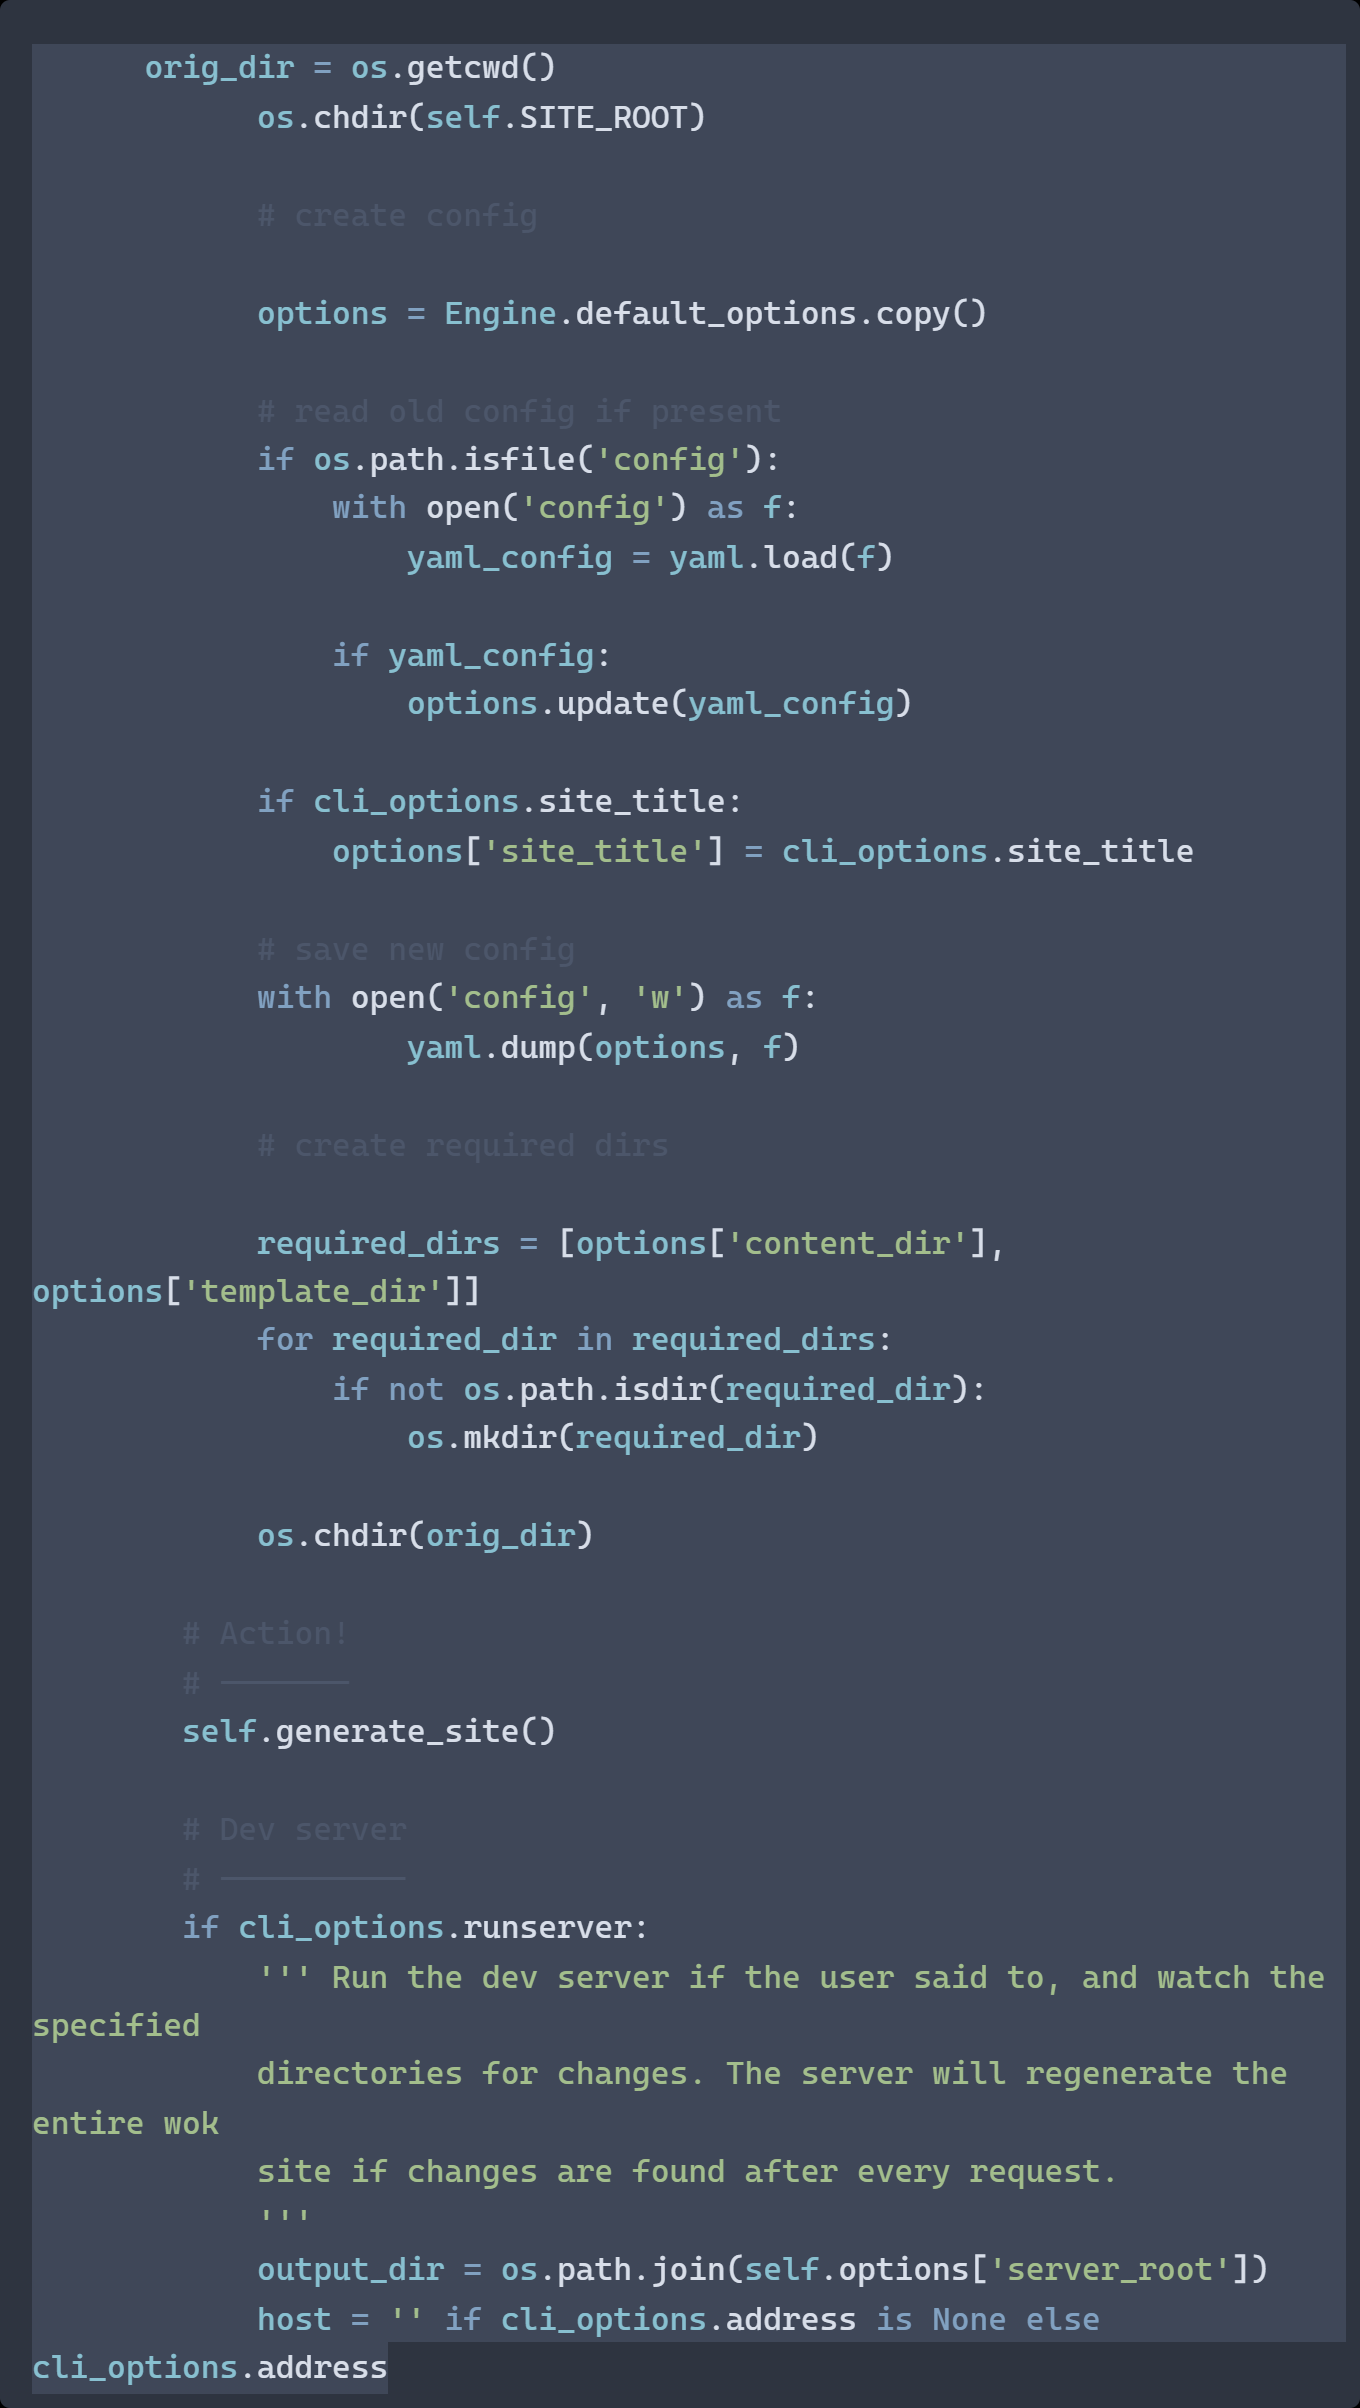 orig_dir = os.getcwd()
os.chdir(self.SITE_ROOT)
# create config
options = Engine.default_options.copy()
# read old config if present
if os.path.isfile('config'):
with open('config') as f:
yaml_config = yaml.load(f)
if yaml_config:
options.update(yaml_config)
if cli_options.site_title:
options['site_title'] = cli_options.site_title
# save new config
with open('config', 'w') as f:
yaml.dump(options, f)
# create required dirs
required_dirs = [options['content_dir'],
options['template_dir']]
for required_dir in required_dirs:
if not os.path.isdir(required_dir):
os.mkdir(required_dir)
os.chdir(orig_dir)
# Action!
# -------
self.generate_site()
# Dev server
# ----------
if cli_options.runserver:
''' Run the dev server if the user said to, and watch the
specified
directories for changes. The server will regenerate the
entire wok
site if changes are found after every request.
'''
output_dir = os.path.join(self.options['server_root'])
host = '' if cli_options.address is None else
cli_options.address